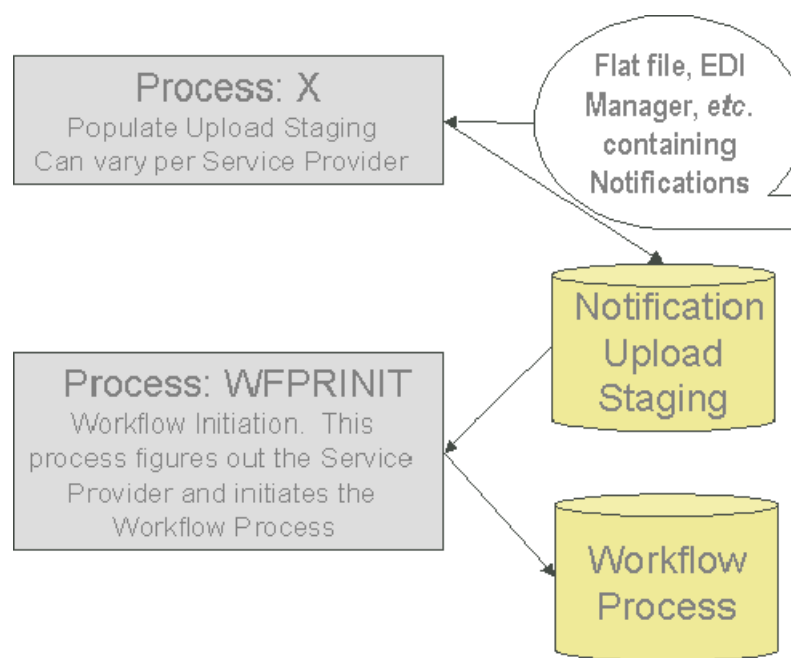 Process: X
Populate Upload Staging
Can vary per Service Provider
Flat file, EDI
Manager, etc.
containing
Notifications
Notification
Upload
Staging
Process: WFPRINIT
Workflow Initiation. This
process figures out the Service
Provider and initiates the
Workflow Process
Workflow
Process